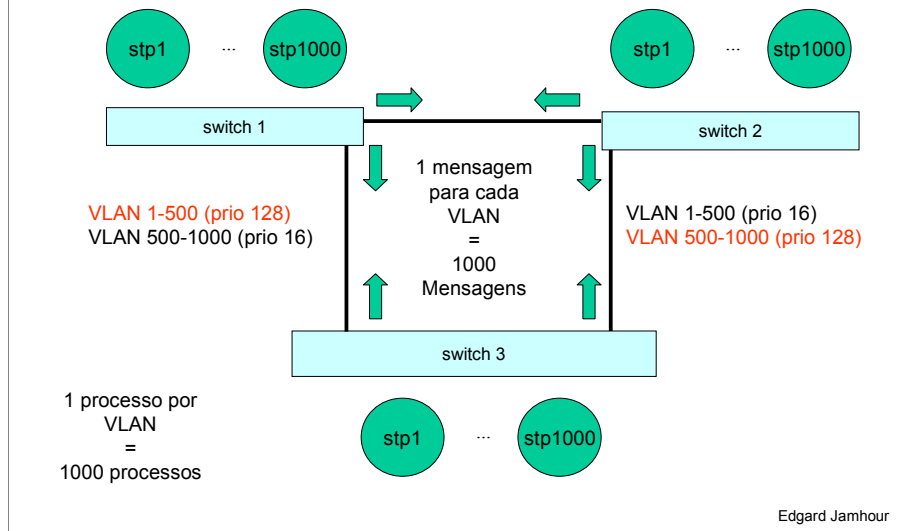 stp1
...
stp1000
stp1
...
stp1000
switch 1
switch 2
1 mensagem
para cada
VLAN
=
1000
Mensagens
VLAN 1-500 (prio 128)
VLAN 500-1000 (prio 16)
VLAN 1-500 (prio 16)
VLAN 500-1000 (prio 128)
switch 3
1 processo por
VLAN
=
1000 processos
stp1
...
stp1000
Edgard Jamhour